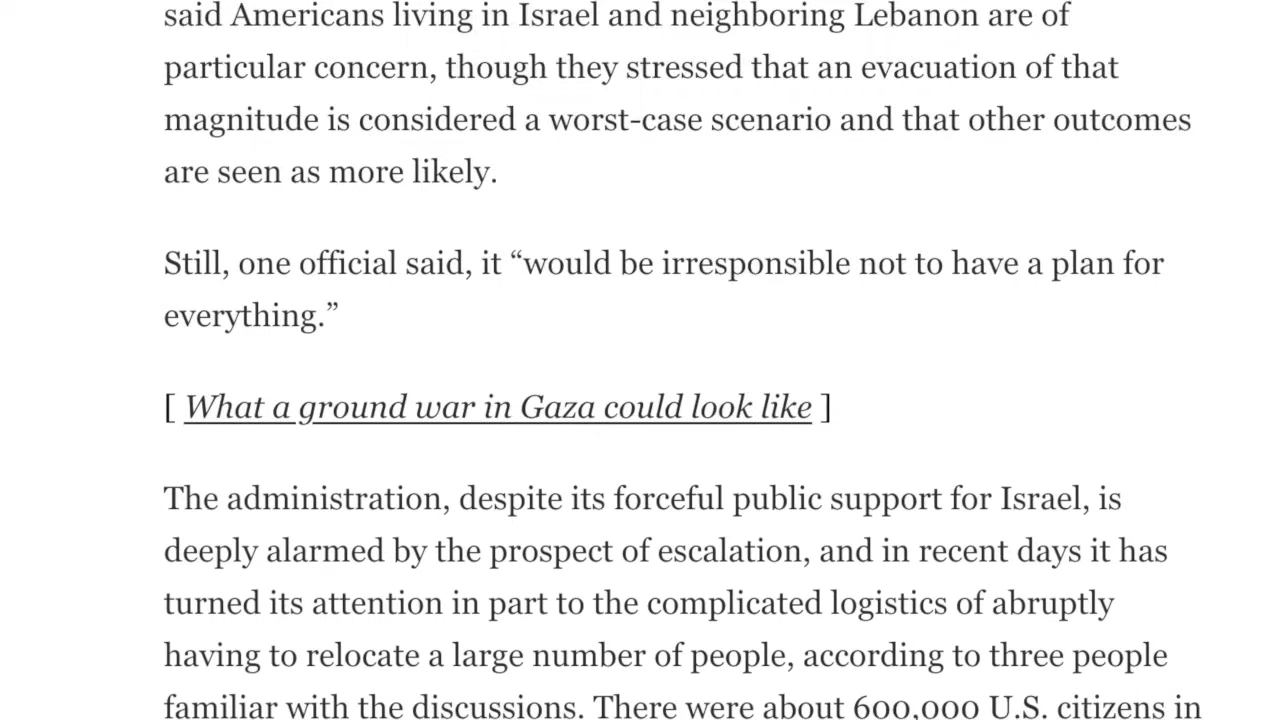 said Americans living in Israel and neighboring Lebanon are of
particular concern, though they stressed that an evacuation of that
magnitude is considered a worst-case scenario and that other outcomes
are seen as more likely.
Still, one official said, it “would be irresponsible not to have a plan for
everything.”
[ What a ground war in Gaza could look like ]
The administration, despite its forceful public support for Israel, is
deeply alarmed by the prospect of escalation, and in recent days it has
turned its attention in part to the complicated logistics of abruptly
having to relocate a large number of people, according to three people
familiar with the discussions. There were about 600,000 U.S. citizens in